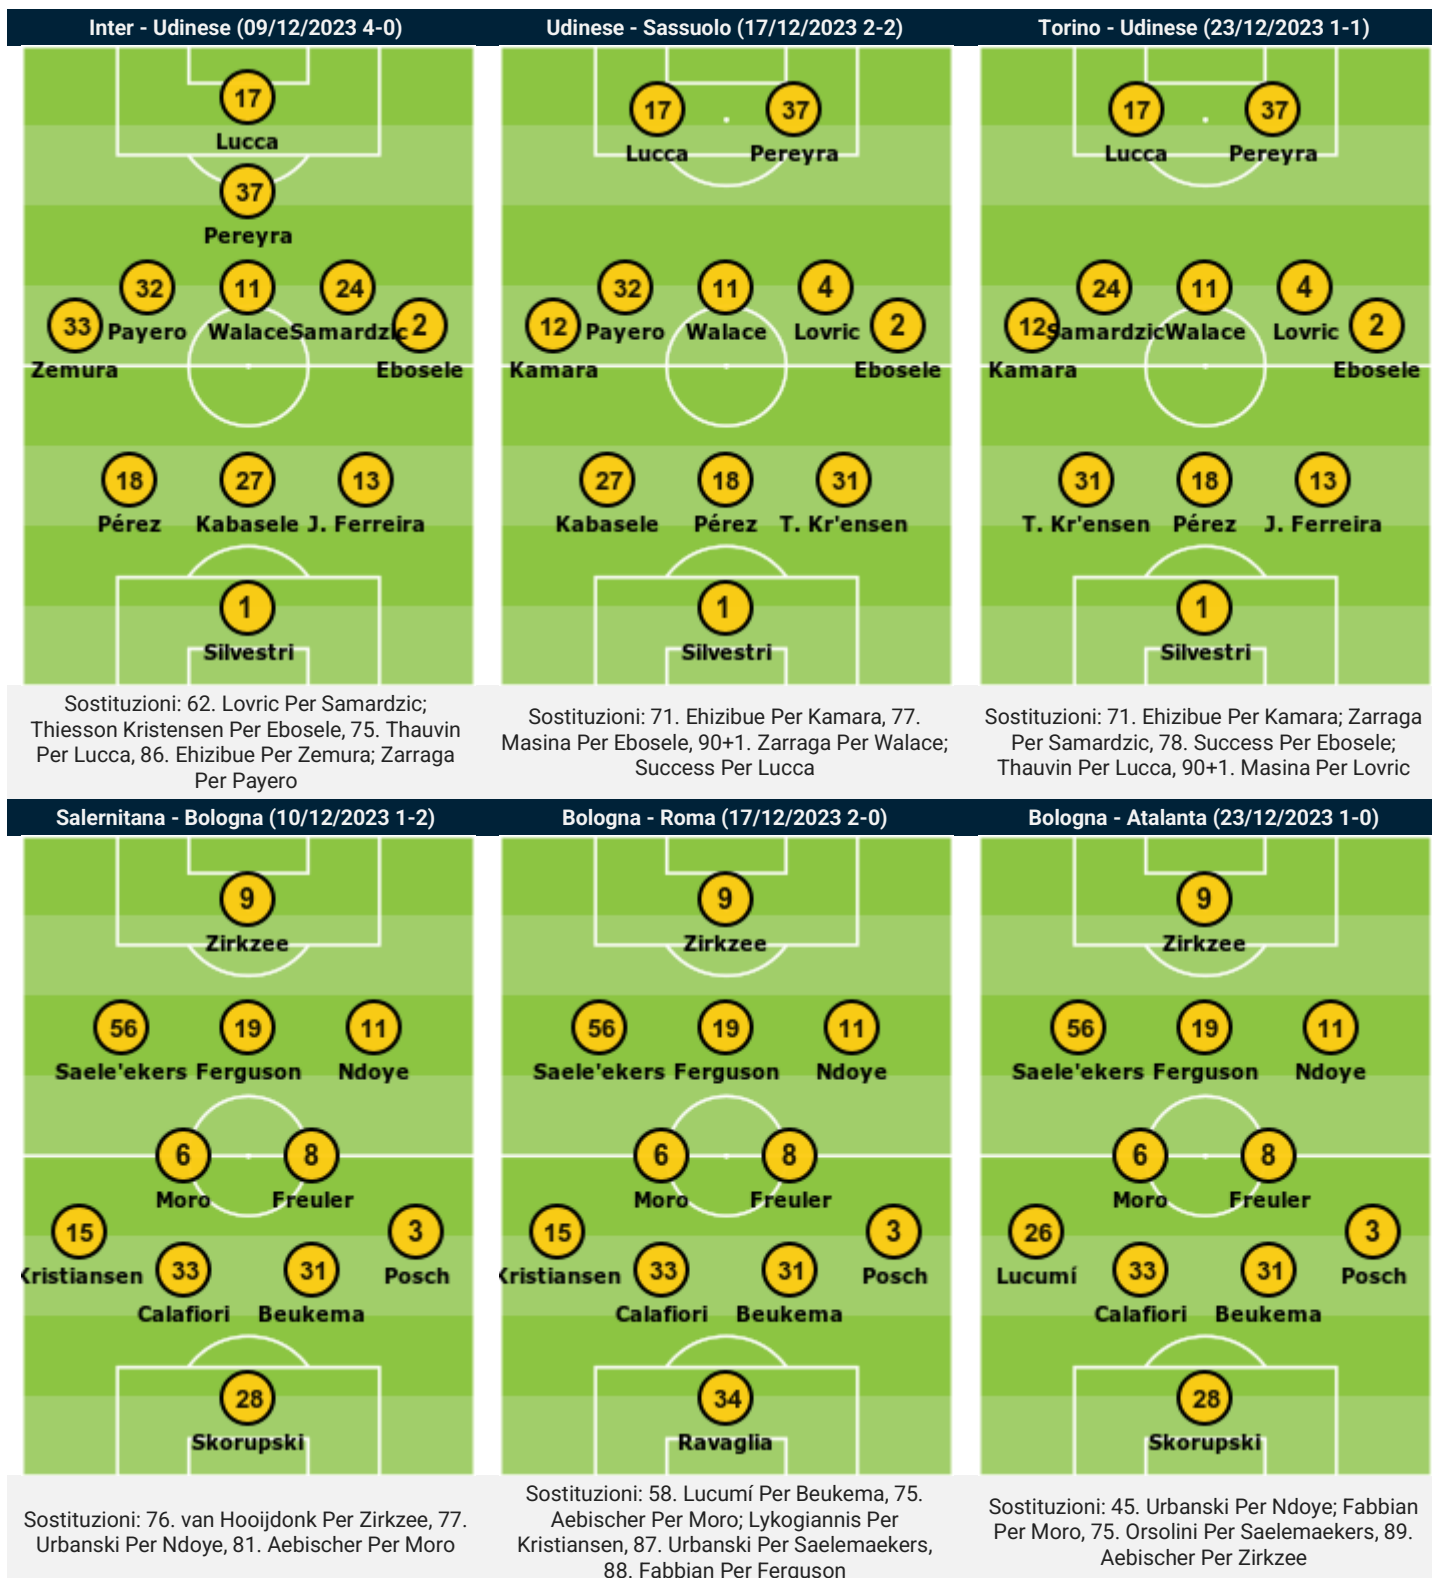 Inter - Udinese (09/12/2023 4-0)
17
Lucca
37
Pereyra
32
11
24
33
Payero
Walace
Samardzic
2
Zemura
Ebosele
18
27
13
Pérez
Kabasele
J. Ferreira
1
Silvestri
Sostituzioni: 62. Lovric Per Samardzic;
Thiesson Kristensen Per Ebosele, 75. Thauvin
Per Lucca, 86. Ehizibue Per Zemura; Zarraga
Per Payero
Udinese - Sassuolo (17/12/2023 2-2)
17
37
Lucca
Pereyra
32
11
4
12
Payero
Walace
Lovric
2
Kamara
Ebosele
27
18
31
Kabasele
Pérez
T. Kr'ensen
1
Silvestri
Sostituzioni: 71. Ehizibue Per Kamara, 77.
Masina Per Ebosele, 90+1. Zarraga Per Walace;
Success Per Lucca
Torino - Udinese (23/12/2023 1-1)
17
37
Lucca
Pereyra
24
11
4
12
Samardzic
Walace
Lovric
2
Kamara
Ebosele
31
18
13
T. Kr'ensen
Pérez
J. Ferreira
1
Silvestri
Sostituzioni: 71. Ehizibue Per Kamara; Zarraga
Per Samardzic, 78. Success Per Ebosele;
Thauvin Per Lucca, 90+1. Masina Per Lovric
Salernitana - Bologna (10/12/2023 1-2)
9
Zirkzee
56
19
11
Saele'ekers
Ferguson
Ndoye
6
8
Moro
Freuler
15
3
Kristiansen
33
31
Posch
Calafiori
Beukema
28
Skorupski
Sostituzioni: 76. van Hooijdonk Per Zirkzee, 77.
Urbanski Per Ndoye, 81. Aebischer Per Moro
Bologna - Roma (17/12/2023 2-0)
9
Zirkzee
56
19
11
Saele'ekers
Ferguson
Ndoye
6
8
Moro
Freuler
15
3
Kristiansen
33
31
Posch
Calafiori
Beukema
34
Ravaglia
Sostituzioni: 58. Lucumí Per Beukema, 75.
Aebischer Per Moro; Lykogiannis Per
Kristiansen, 87. Urbanski Per Saelemaekers,
88. Fabbian Per Ferguson
Bologna - Atalanta (23/12/2023 1-0)
9
Zirkzee
56
19
11
Saele'ekers
Ferguson
Ndoye
6
8
Moro
Freuler
26
3
Lucumí
33
31
Posch
Calafiori
Beukema
28
Skorupski
Sostituzioni: 45. Urbanski Per Ndoye; Fabbian
Per Moro, 75. Orsolini Per Saelemaekers, 89.
Aebischer Per Zirkzee